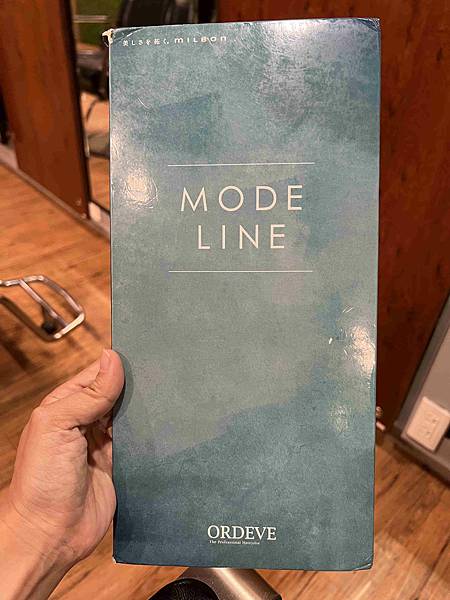 美しさを拓く。milbon
MODE
LINE
ORDEVE
The Professional Haircolor